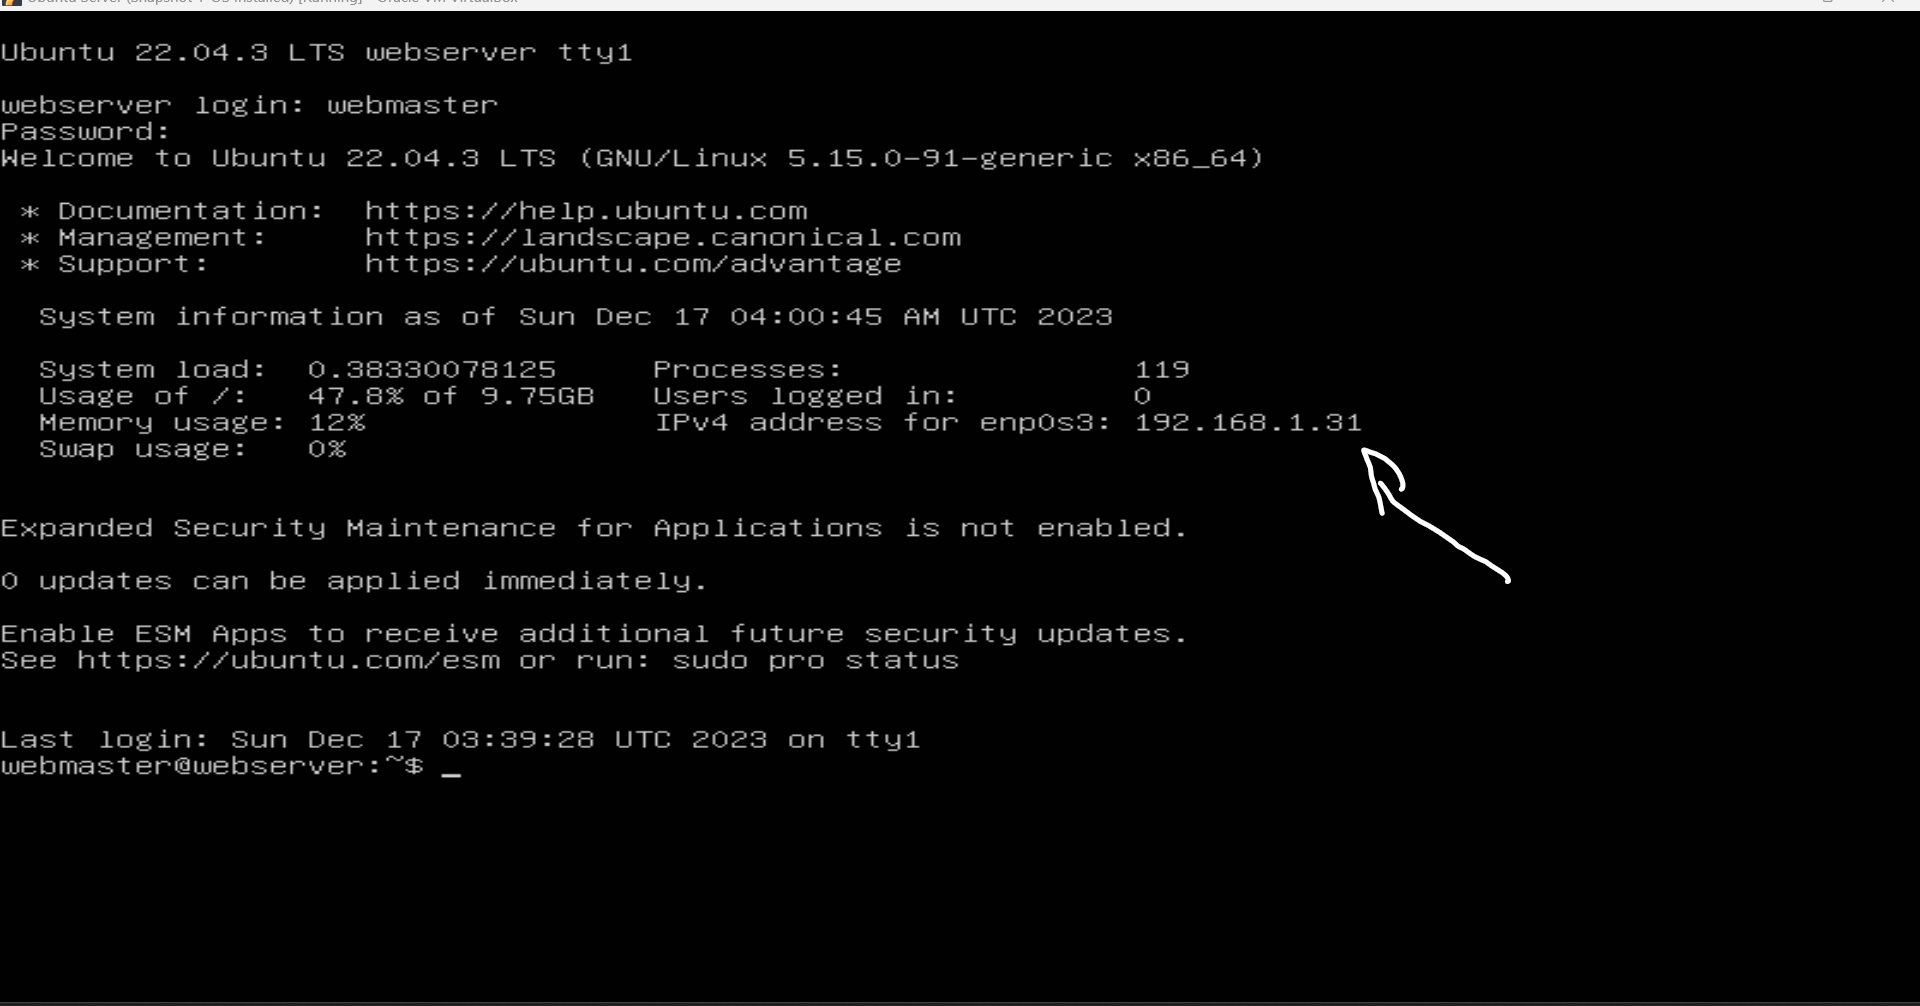 Ubuntu 22.04.3 LTS webserver tty1
webserver login: webmaster
Password:
Welcome to Ubuntu 22.04.3 LTS (GNU/Linux 5.15.0-91-generic x86_64)
* Documentation:  https://help.ubuntu.com
* Management:     https://landscape.canonical.com
* Support:        https://ubuntu.com/advantage
System information as of Sun Dec 17 04:00:45 AM UTC 2023
System load:  0.38330078125     Processes:               119
Usage of /:   47.8% of 9.75GB   Users logged in:         0
Memory usage: 12%               IPv4 address for enp0s3: 192.168.1.31
Swap usage:   0%
Expanded Security Maintenance for Applications is not enabled.
0 updates can be applied immediately.
Enable ESM Apps to receive additional future security updates.
See https://ubuntu.com/esm or run: sudo pro status
Last login: Sun Dec 17 03:39:28 UTC 2023 on tty1
webmaster@webserver:~$ _